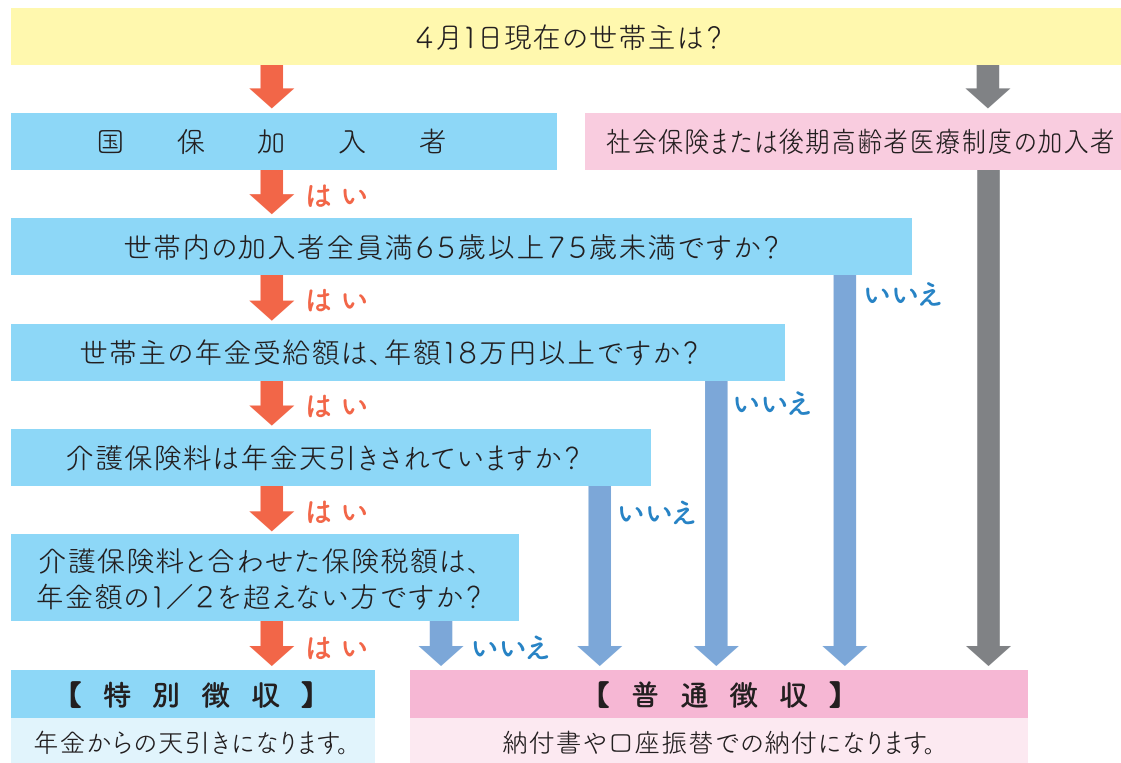 4月1日現在の世帯主は?
国保加入者
社会保険または後期高齢者医療制度の加入者
はい
世帯内の加入者全員満65歳以上75歳未満ですか?
はい
いいえ
世帯主の年金受給額は、年額18万円以上ですか?
はい
いいえ
介護保険料は年金天引きされていますか?
はい
いいえ
介護保険料と合わせた保険税額は、
年金額の1/2を超えない方ですか?
はい
いいえ
【特別徴収】
年金からの天引きになります。
【普通徴収】
納付書や口座振替での納付になります。